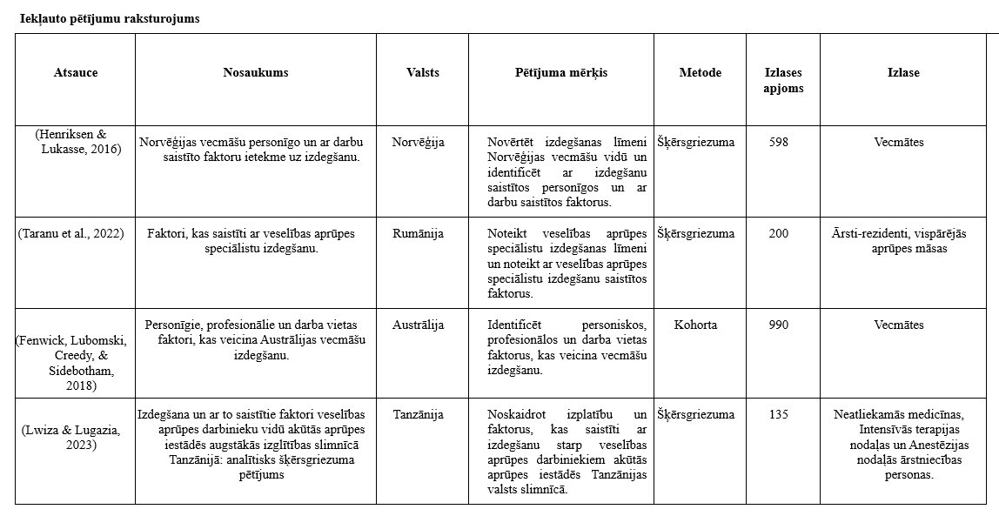 Iekļauto pētījumu raksturojums
Atsauce
Nosaukums
Valsts
Pētījuma mērķis
Metode
Izlases
apjoms
Izlase
(Henriksen &
Lukasse, 2016)
Norvēģijas vecmāšu personīgo un ar darbu
saistīto faktoru ietekme uz izdegšanu.
Norvēģija
Novērtēt izdegšanas līmeni
Norvēģijas vecmāšu vidū un
identificēt ar izdegšanu
saistītos personīgos un ar
darbu saistītos faktorus.
Šķērsgriezuma
598
Vecmātes
(Taranu et al., 2022)
Faktori, kas saistīti ar veselības aprūpes
speciālistu izdegšanu.
Rumānija
Noteikt veselības aprūpes
speciālistu izdegšanas līmeni
un noteikt ar veselības aprūpes
speciālistu izdegšanu saistītos
faktorus.
Šķērsgriezuma
200
Ārsti-rezidenti, vispārējās
aprūpes māsas
(Fenwick, Lubomski,
Creedy, &
Sidebotham,
2018)
Personīgie, profesionālie un darba vietas
faktori, kas veicina Austrālijas vecmāšu
izdegšanu.
Austrālija
Identificēt personiskos,
profesionālos un darba vietas
faktorus, kas veicina vecmāšu
izdegšanu.
Kohorta
990
Vecmātes
(Lwiza & Lugazia,
2023)
Izdegšana un ar to saistītie faktori veselības
aprūpes darbinieku vidū akūtās aprūpes
iestādēs augstākās izglītības slimnīcā
Tanzānijā: analītisks šķērsgriezuma
pētījums
Tanzānija
Noskaidrot izplatību un
faktorus, kas saistīti ar
izdegšanu starp veselības
aprūpes darbiniekiem akūtās
aprūpes iestādēs Tanzānijas
valsts slimnīcā.
Šķērsgriezuma
135
Neatliekamās medicīnas,
Intensīvās terapijas
nodaļas un Anestēzijas
nodaļās ārstniecības
personas.